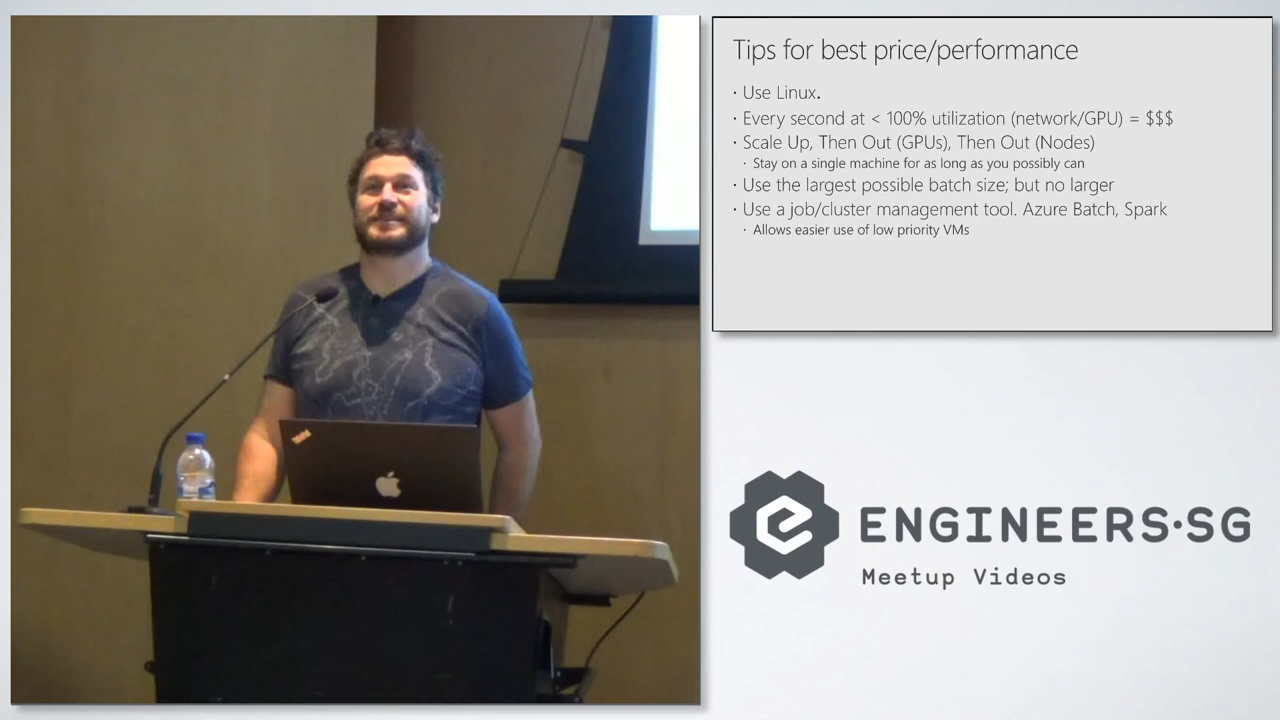 Tips for best price/performance
· Use Linux.
· Every second at < 100% utilization (network/GPU) = $$$
· Scale Up, Then Out (GPUs), Then Out (Nodes)
· Stay on a single machine for as long as you possibly can
· Use the largest possible batch size; but no larger
· Use a job/cluster management tool. Azure Batch, Spark
· Allows easier use of low priority VMs
ENGINEERS·SG
Meetup Videos